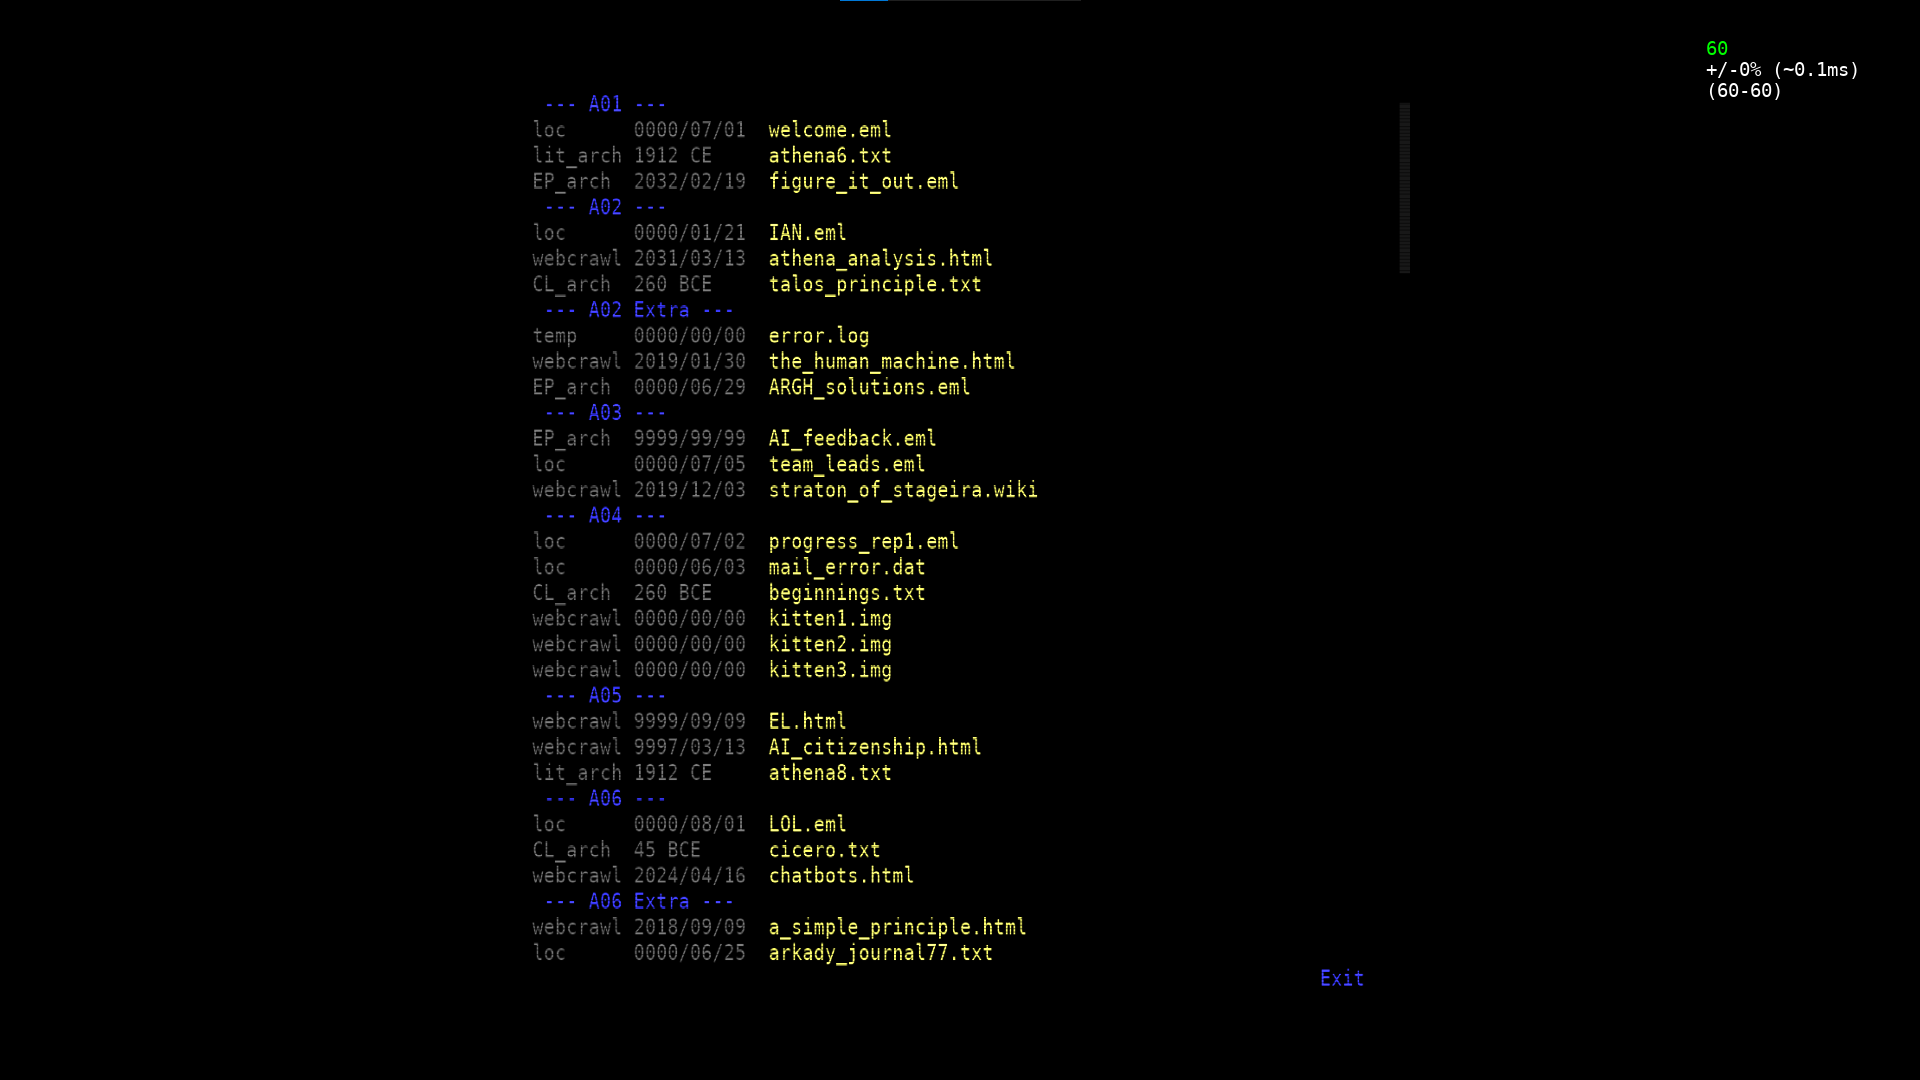 60
+/-0% (~0.1ms)
(60-60)
--- A01 ---
loc 0000/07/01 welcome.eml
lit_arch 1912 CE athena6.txt
EP_arch 2032/02/19 figure_it_out.eml
--- A02 ---
loc 0000/01/21 IAN.eml
webcrawl 2031/03/13 athena_analysis.html
CL_arch 260 BCE talos_principle.txt
--- A02 Extra ---
temp 0000/00/00 error.log
webcrawl 2019/01/30 the_human_machine.html
EP_arch 0000/06/29 ARGH_solutions.eml
--- A03 ---
EP_arch 9999/99/99 AI_feedback.eml
loc 0000/07/05 team_leads.eml
webcrawl 2019/12/03 straton_of_stageira.wiki
--- A04 ---
loc 0000/07/02 progress_rep1.eml
loc 0000/06/03 mail_error.dat
CL_arch 260 BCE beginnings.txt
webcrawl 0000/00/00 kitten1.img
webcrawl 0000/00/00 kitten2.img
webcrawl 0000/00/00 kitten3.img
--- A05 ---
webcrawl 9999/09/09 EL.html
webcrawl 9997/03/13 AI_citizenship.html
lit_arch 1912 CE athena8.txt
--- A06 ---
loc 0000/08/01 LOL.eml
CL_arch 45 BCE cicero.txt
webcrawl 2024/04/16 chatbots.html
--- A06 Extra ---
webcrawl 2018/09/09 a_simple_principle.html
loc 0000/06/25 arkady_journal77.txt
Exit